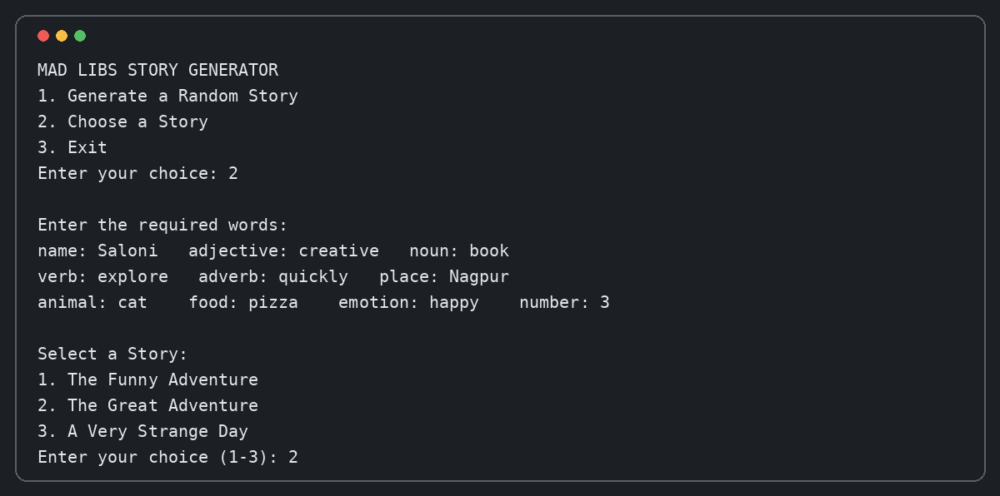 MAD LIBS STORY GENERATOR
1. Generate a Random Story
2. Choose a Story
3. Exit
Enter your choice: 2
Enter the required words:
name: Saloni   adjective: creative   noun: book
verb: explore   adverb: quickly   place: Nagpur
animal: cat    food: pizza    emotion: happy    number: 3
Select a Story:
1. The Funny Adventure
2. The Great Adventure
3. A Very Strange Day
Enter your choice (1-3): 2